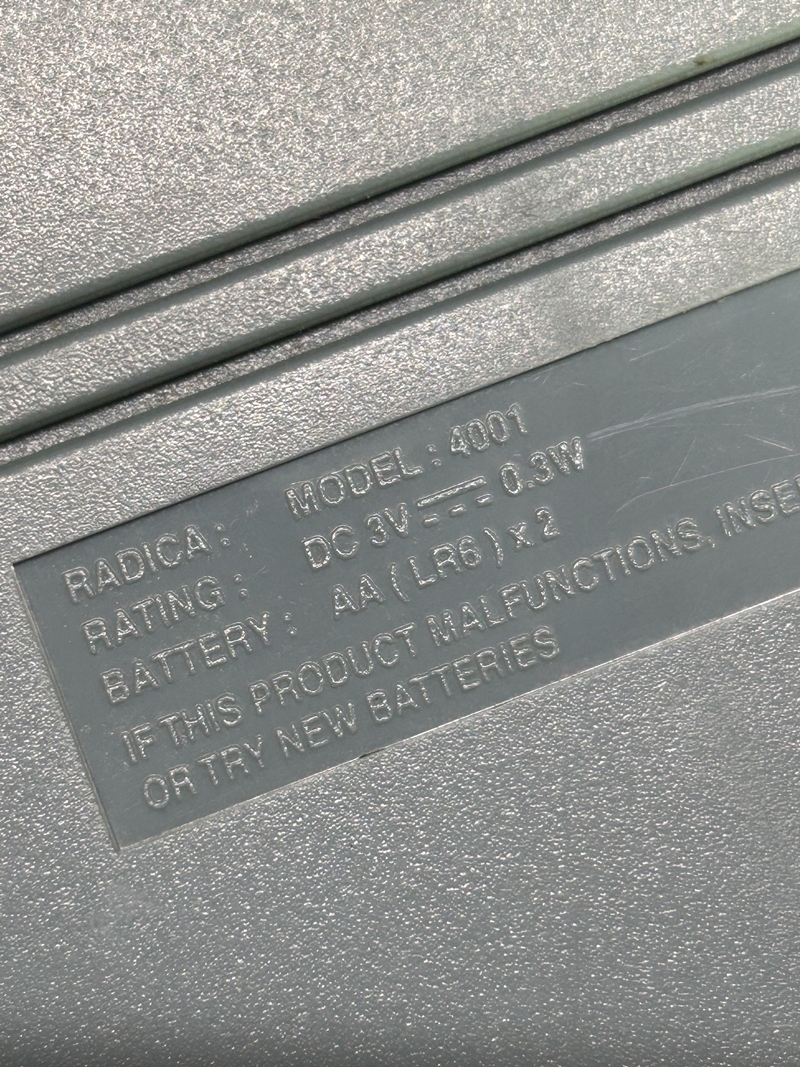 RADICA : MODEL : 4001
RATING : DC 3V 0.3W
BATTERY : AA ( LR6 ) x 2
IF THIS PRODUCT MALFUNCTIONS,
OR TRY NEW BATTERIES